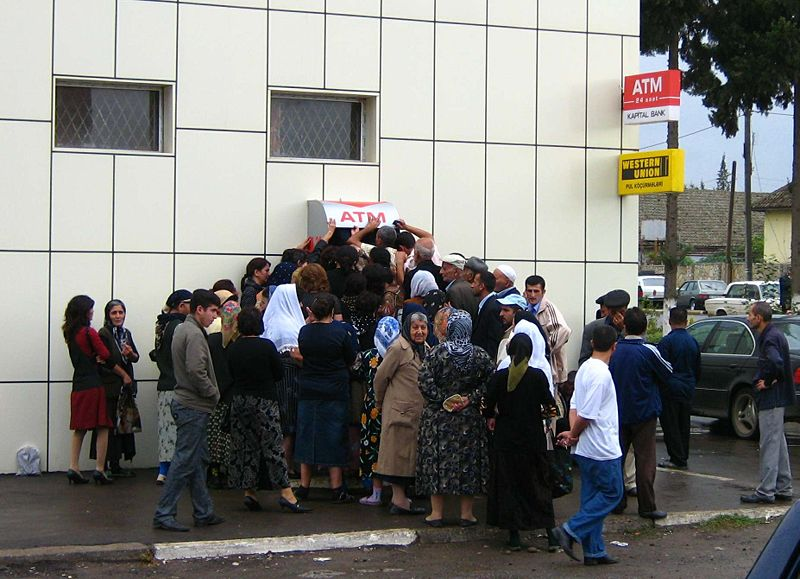 ATM
24 saat
KAPITAL BANK
WESTERN
UNION
PUL KÖÇÜRMƏLƏRİ
ATM